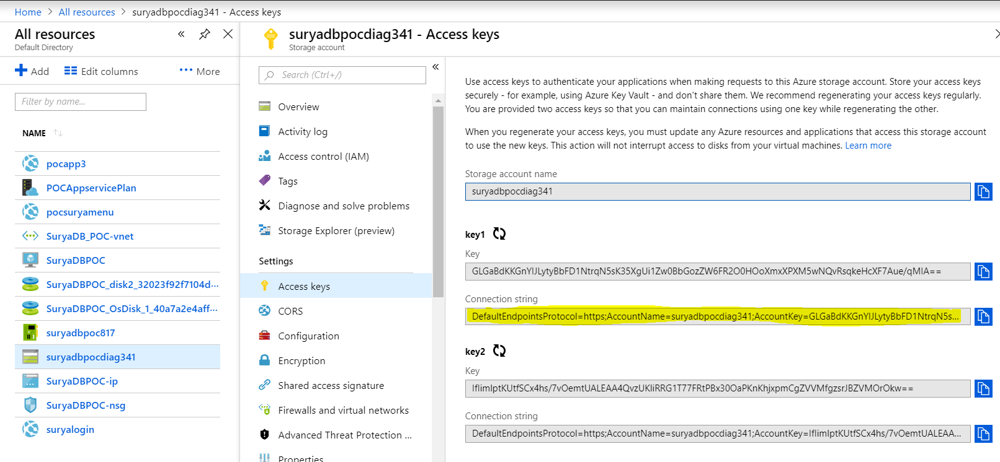 Home > All resources > suryadbpocdiag341 - Access keys
All resources
Default Directory
Add Edit columns More
Filter by name...
NAME
pocapp3
POCAppservicePlan
pocsuryamenu
SuryaDB_POC-vnet
SuryaDBPOC
SuryaDBPOC_disk2_32023f92f7104d...
SuryaDBPOC_OsDisk_1_40a7a2e4aff...
suryadbpoc817
suryadbpocdiag341
SuryaDBPOC-ip
SuryaDBPOC-nsg
suryalogin
suryadbpocdiag341 - Access keys
Storage account
Search (Ctrl+/)
Overview
Activity log
Access control (IAM)
Tags
Diagnose and solve problems
Storage Explorer (preview)
Settings
Access keys
CORS
Configuration
Encryption
Shared access signature
Firewalls and virtual networks
Advanced Threat Protection ...
Properties
Use access keys to authenticate your applications when making requests to this Azure storage account. Store your access keys
securely - for example, using Azure Key Vault - and don't share them. We recommend regenerating your access keys regularly.
You are provided two access keys so that you can maintain connections using one key while regenerating the other.
When you regenerate your access keys, you must update any Azure resources and applications that access this storage account
to use the new keys. This action will not interrupt access to disks from your virtual machines. Learn more
Storage account name
suryadbpocdiag341
key1
Key
Connection string
DefaultEndpointsProtocol=https;AccountName=suryadbpocdiag341;AccountKey=
key2
Key
Connection string
DefaultEndpointsProtocol=https;AccountName=suryadbpocdiag341;AccountKey=